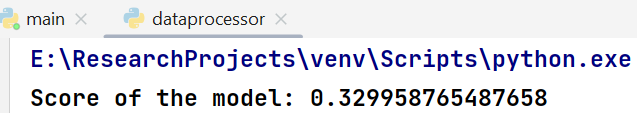 main dataprocessor
E:\ResearchProjects\venv\Scripts\python.exe
Score of the model: 0.329958765487658